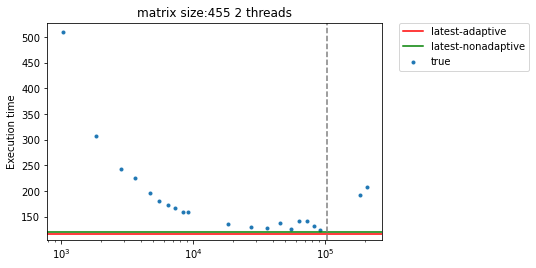 matrix size:455 2 threads
Execution time
500
450
400
350
300
250
200
150
10³
10⁴
10⁵
latest-adaptive
latest-nonadaptive
true